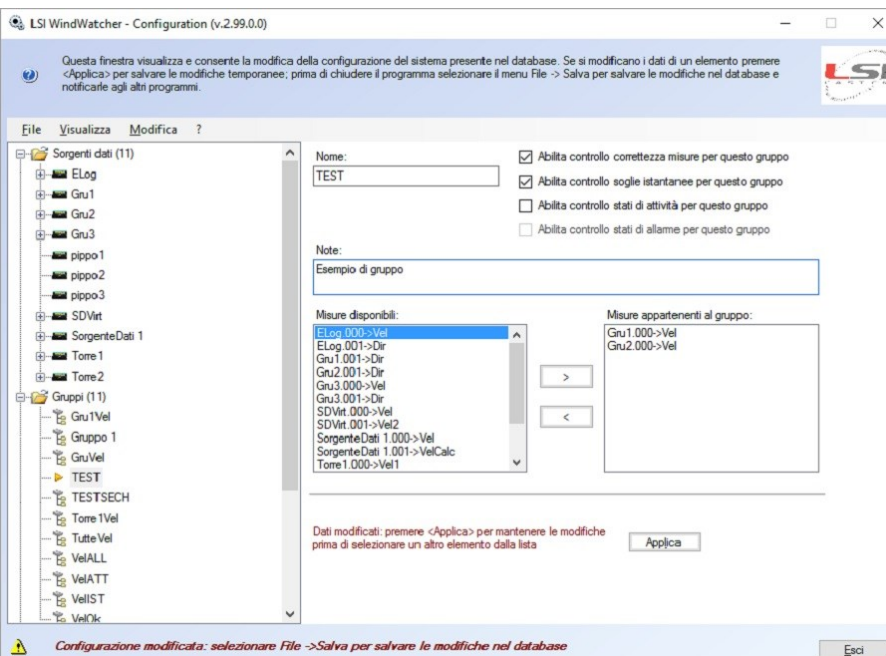 LSI WindWatcher - Configuration (v.2.99.0.0)
Questa finestra visualizza e consente la modifica della configurazione del sistema presente nel database. Se si modificano i dati di un elemento premere
<Applica> per salvare le modifiche temporanee; prima di chiudere il programma selezionare il menu File -> Salva per salvare le modifiche nel database e
notificarle agli altri programmi.
LSI
LASTEM
File Visualizza Modifica ?
Sorgenti dati (11)
ELog
Gru1
Gru2
Gru3
pippo1
pippo2
pippo3
SDVirt
SorgenteDati 1
Torre1
Torre2
Gruppi (11)
Gru1Vel
Gruppo 1
GruVel
TEST
TESTSECH
Torre1Vel
TutteVel
VelALL
VelATT
VelIST
VelOk
Nome:
TEST
Abilita controllo correttezza misure per questo gruppo
Abilita controllo soglie istantanee per questo gruppo
Abilita controllo stati di attività per questo gruppo
Abilita controllo stati di allarme per questo gruppo
Note:
Esempio di gruppo
Misure disponibili:
ELog.000->Vel
ELog.001->Dir
Gru1.001->Dir
Gru2.001->Dir
Gru3.000->Vel
Gru3.001->Dir
SDVirt.000->Vel
SDVirt.001->Vel2
SorgenteDati 1.000->Vel
SorgenteDati 1.001->VelCalc
Torre1.000->Vel1
>
<
Misure appartenenti al gruppo:
Gru1.000->Vel
Gru2.000->Vel
Dati modificati: premere <Applica> per mantenere le modifiche
prima di selezionare un altro elemento dalla lista
Applica
Configurazione modificata: selezionare File ->Salva per salvare le modifiche nel database
Esci